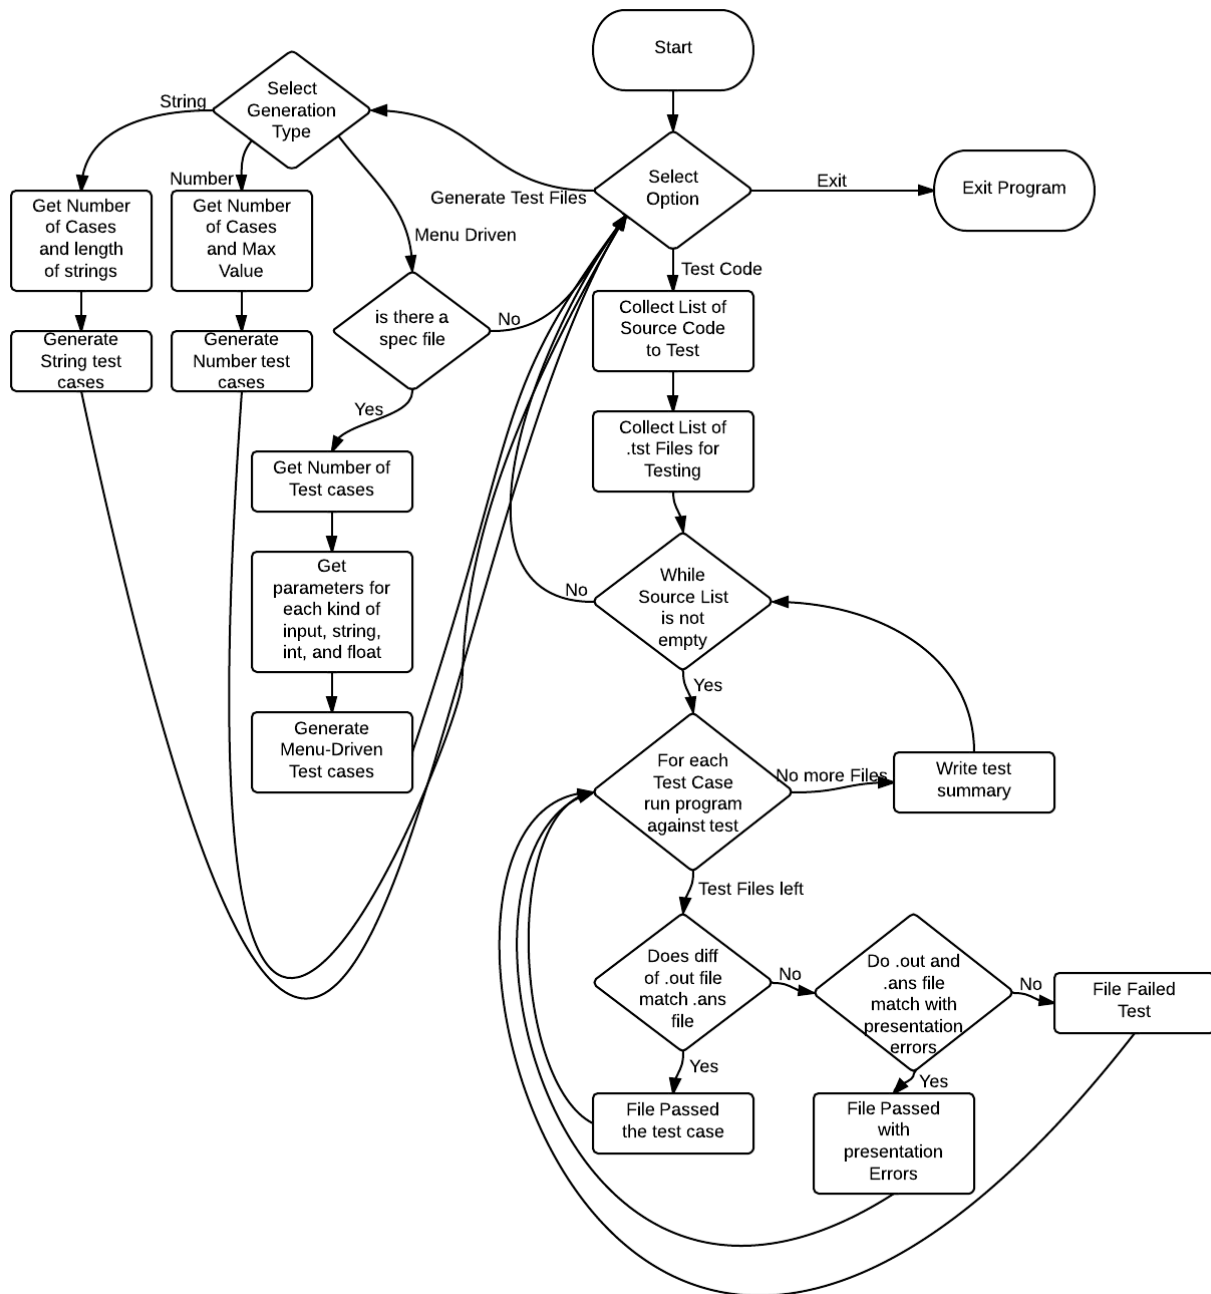 Start
Select
Option
Exit
Exit Program
Generate Test Files
Select
Generation
Type
String
Number
Menu Driven
Get Number
of Cases
and length
of strings
Get Number
of Cases
and Max
Value
Generate
String test
cases
Generate
Number test
cases
is there a
spec file
No
Yes
Get Number of
Test cases
Get
parameters for
each kind of
input, string,
int, and float
Generate
Menu-Driven
Test cases
Test Code
Collect List of
Source Code
to Test
Collect List of
.tst Files for
Testing
While
Source List
is not
empty
No
Yes
For each
Test Case
run program
against test
No more Files
Write test
summary
Test Files left
Does diff
of .out file
match .ans
file
No
Yes
File Passed
the test case
Do .out and
.ans file
match with
presentation
errors
No
File Failed
Test
Yes
File Passed
with
presentation
Errors